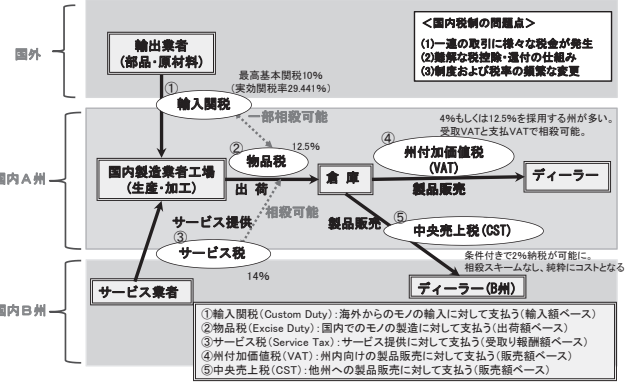 国外
輸出業者
(部品・原材料)
<国内税制の問題点>
(1)一連の取引に様々な税金が発生
(2)難解な税控除・還付の仕組み
(3)制度および税率の頻繁な変更
①
最高基本関税10%
(実効関税率29.441%)
輸入関税
一部相殺可能
4%もしくは12.5%を採用する州が多い。
受取VATと支払VATで相殺可能。
国内A州
国内製造業者工場
(生産・加工)
②
12.5%
物品税
出 荷
倉 庫
④
州付加価値税
(VAT)
製品販売
ディーラー
サービス提供
相殺可能
製品販売
⑤
中央売上税(CST)
③
サービス税
14%
条件付きで2%納税が可能に。
相殺スキームなし、純粋にコストとなる
国内B州
サービス業者
ディーラー(B州)
①輸入関税(Custom Duty):海外からのモノの輸入に対して支払う(輸入額ベース)
②物品税(Excise Duty):国内でのモノの製造に対して支払う(出荷額ベース)
③サービス税(Service Tax):サービス提供に対して支払う(受取り報酬額ベース)
④州付加価値税(VAT):州内向けの製品販売に対して支払う(販売額ベース)
⑤中央売上税(CST):他州への製品販売に対して支払う(販売額ベース)